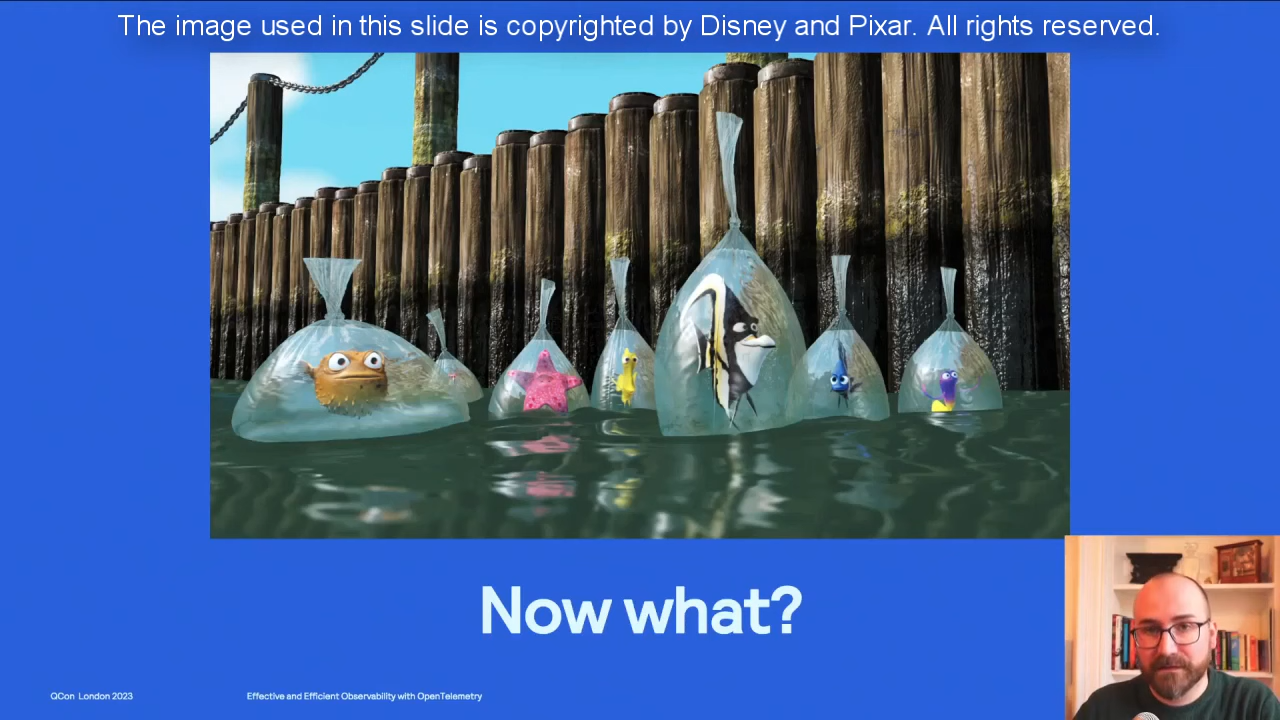 The image used in this slide is copyrighted by Disney and Pixar. All rights reserved.
Now what?
QCon London 2023
Effective and Efficient Observability with OpenTelemetry